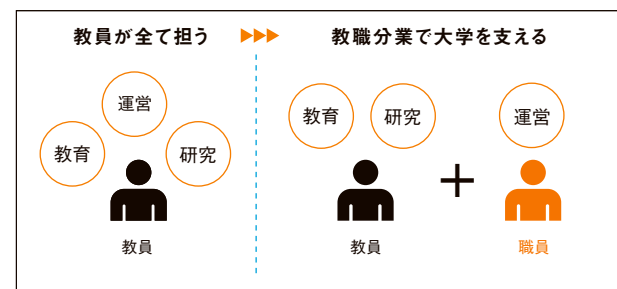 教員が全て担う
▶▶▶
教職分業で大学を支える
運営
教育
研究
教員
教育
研究
運営
+
教員
職員